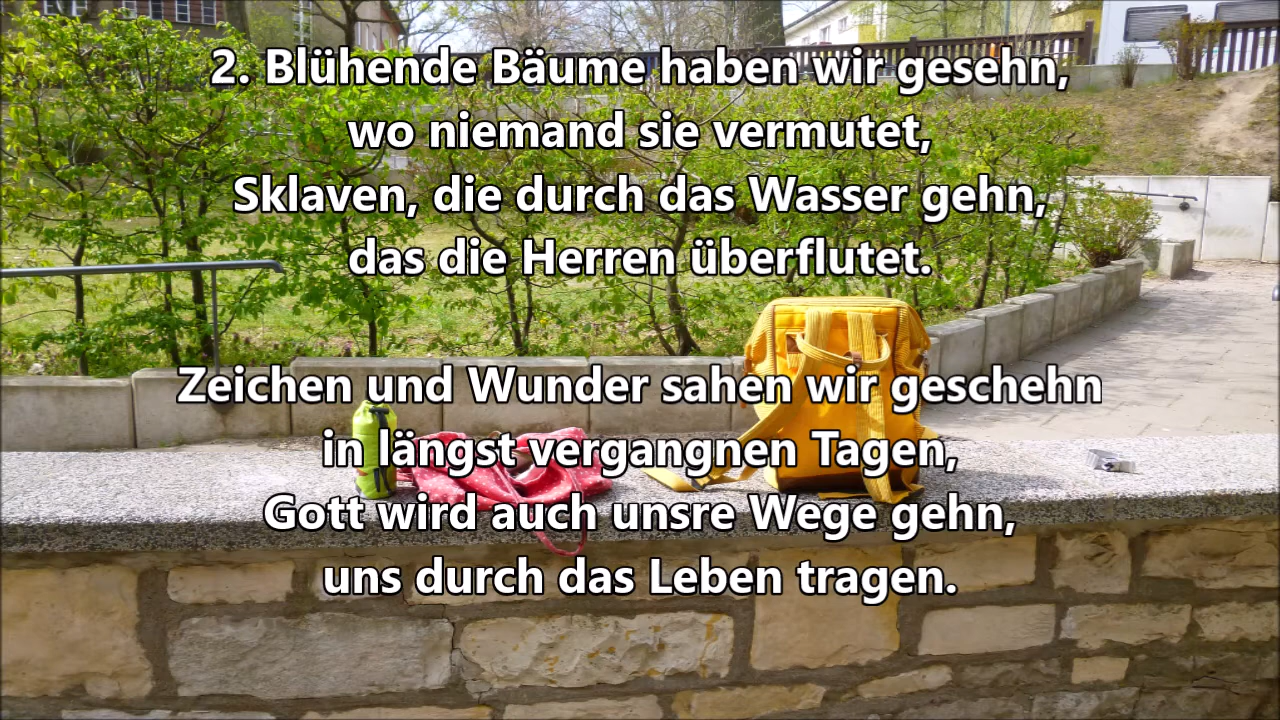 2. Blühende Bäume haben wir gesehn,
wo niemand sie vermutet,
Sklaven, die durch das Wasser gehn,
das die Herren überflutet.
Zeichen und Wunder sahen wir geschehn
in längst vergangnen Tagen,
Gott wird auch unsre Wege gehn,
uns durch das Leben tragen.